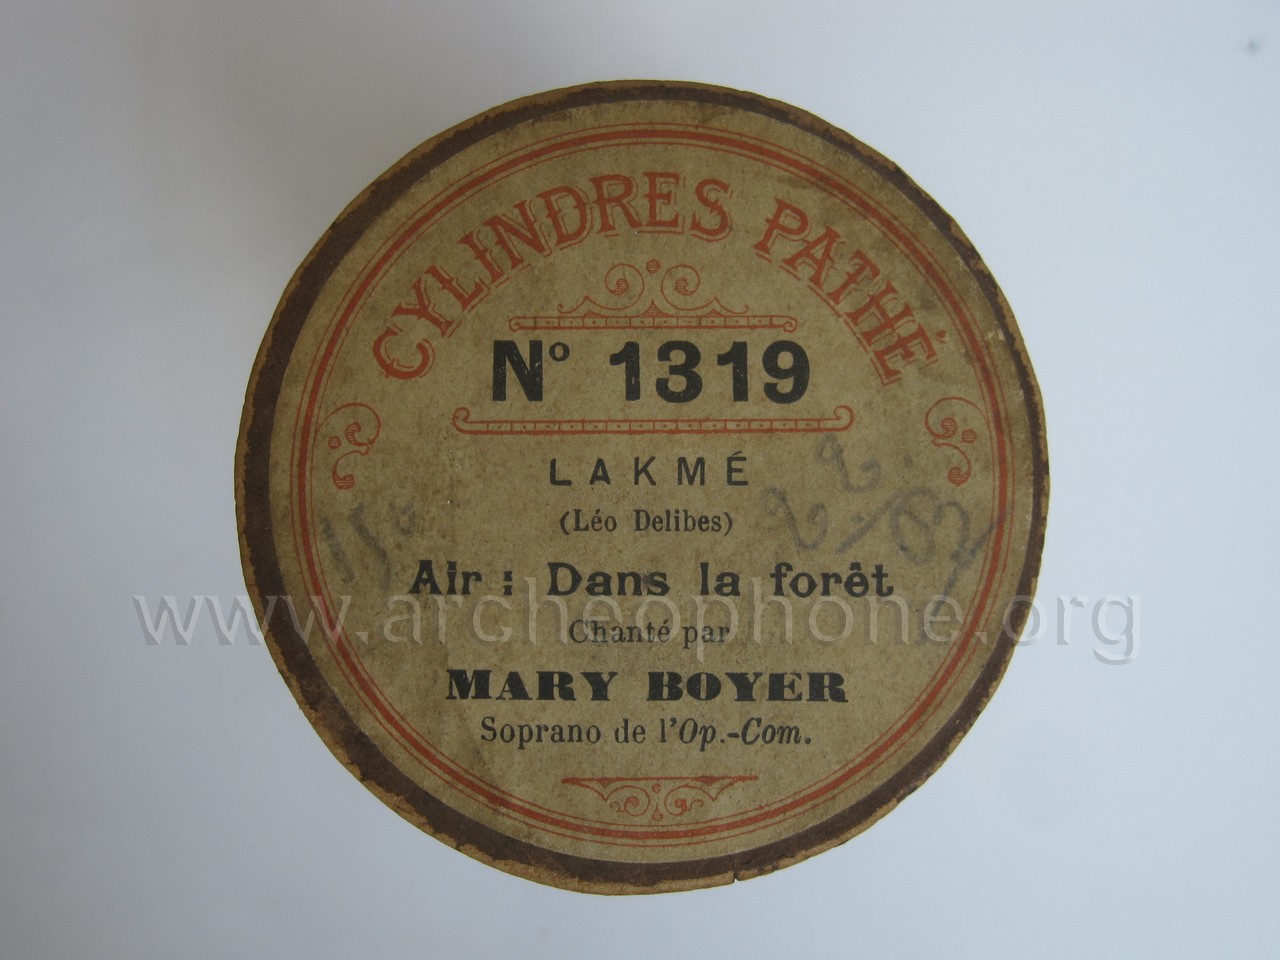 CYLINDRES PATHÉ
Nº 1319
LAKMÉ
(Léo Delibes)
Air : Dans la forêt
www.archeophone.org
Chanté par
MARY BOYER
Soprano de l'Op.-Com.